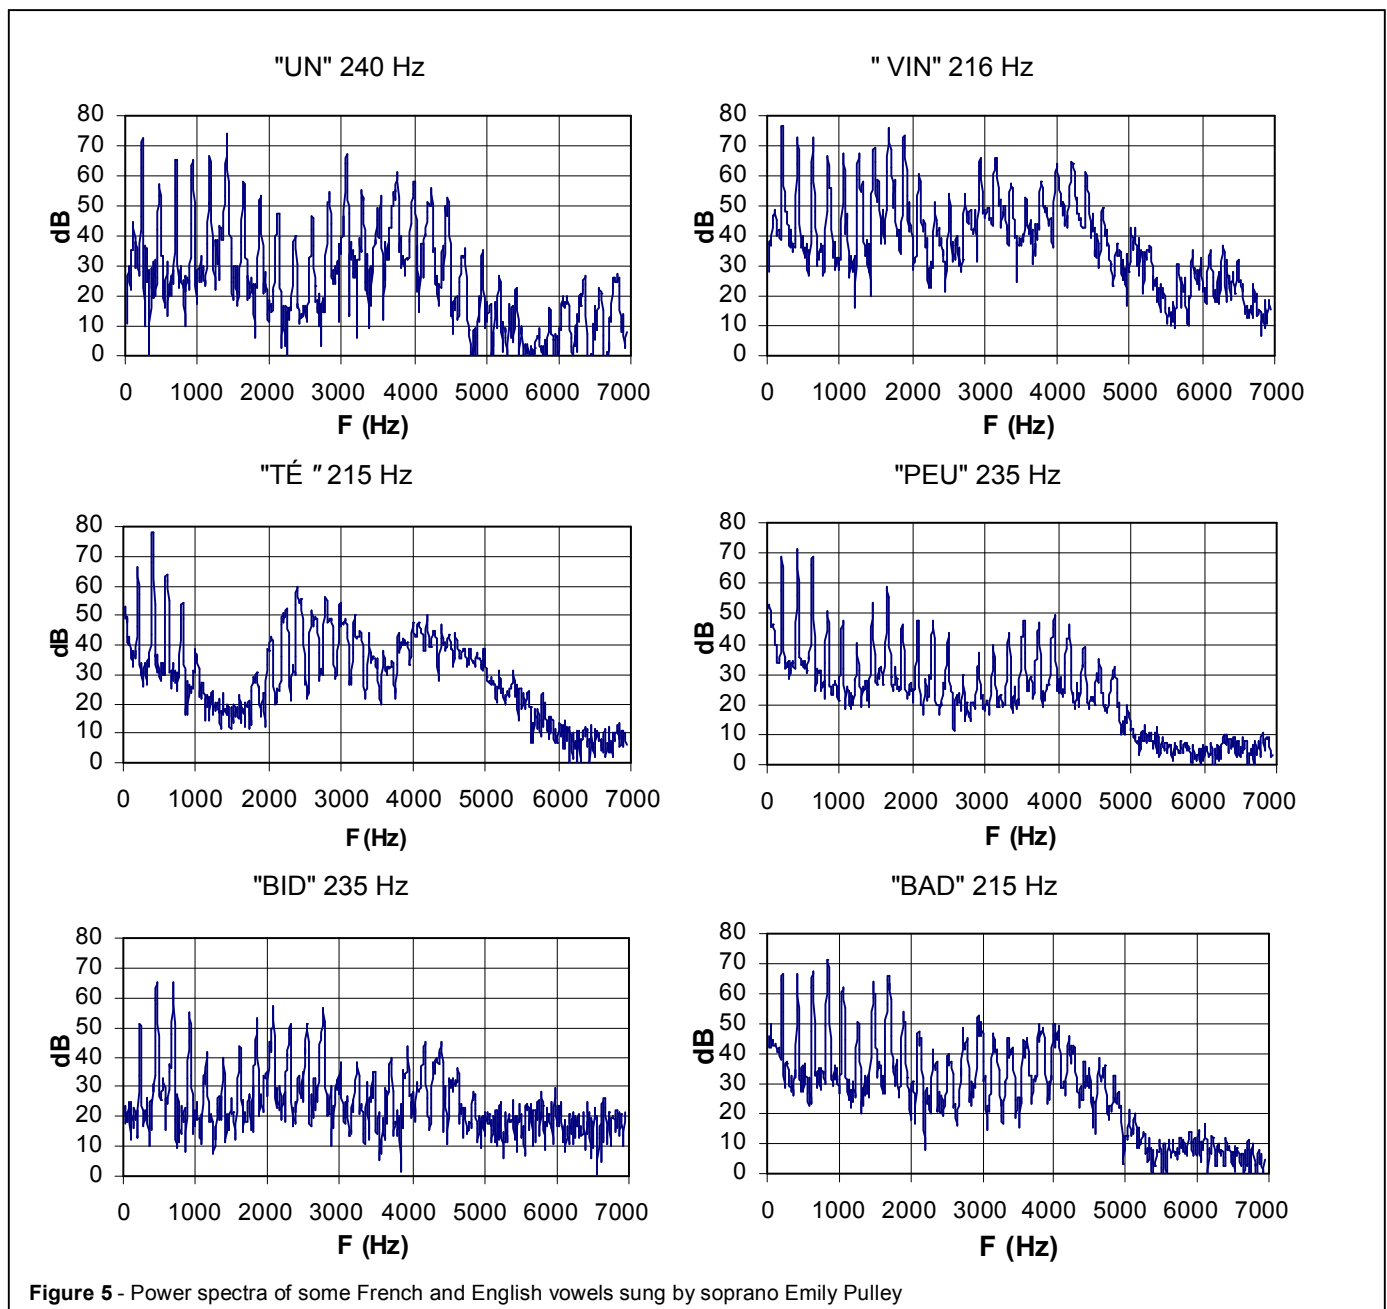 "UN" 240 Hz
80
70
60
50
40
30
20
10
0
dB
0 1000 2000 3000 4000 5000 6000 7000
F (Hz)
" VIN" 216 Hz
80
70
60
50
40
30
20
10
0
dB
0 1000 2000 3000 4000 5000 6000 7000
F (Hz)
"TÉ " 215 Hz
80
70
60
50
40
30
20
10
0
dB
0 1000 2000 3000 4000 5000 6000 7000
F (Hz)
"PEU" 235 Hz
80
70
60
50
40
30
20
10
0
dB
0 1000 2000 3000 4000 5000 6000 7000
F (Hz)
"BID" 235 Hz
80
70
60
50
40
30
20
10
0
dB
0 1000 2000 3000 4000 5000 6000 7000
F (Hz)
"BAD" 215 Hz
80
70
60
50
40
30
20
10
0
dB
0 1000 2000 3000 4000 5000 6000 7000
F (Hz)
Figure 5 - Power spectra of some French and English vowels sung by soprano Emily Pulley